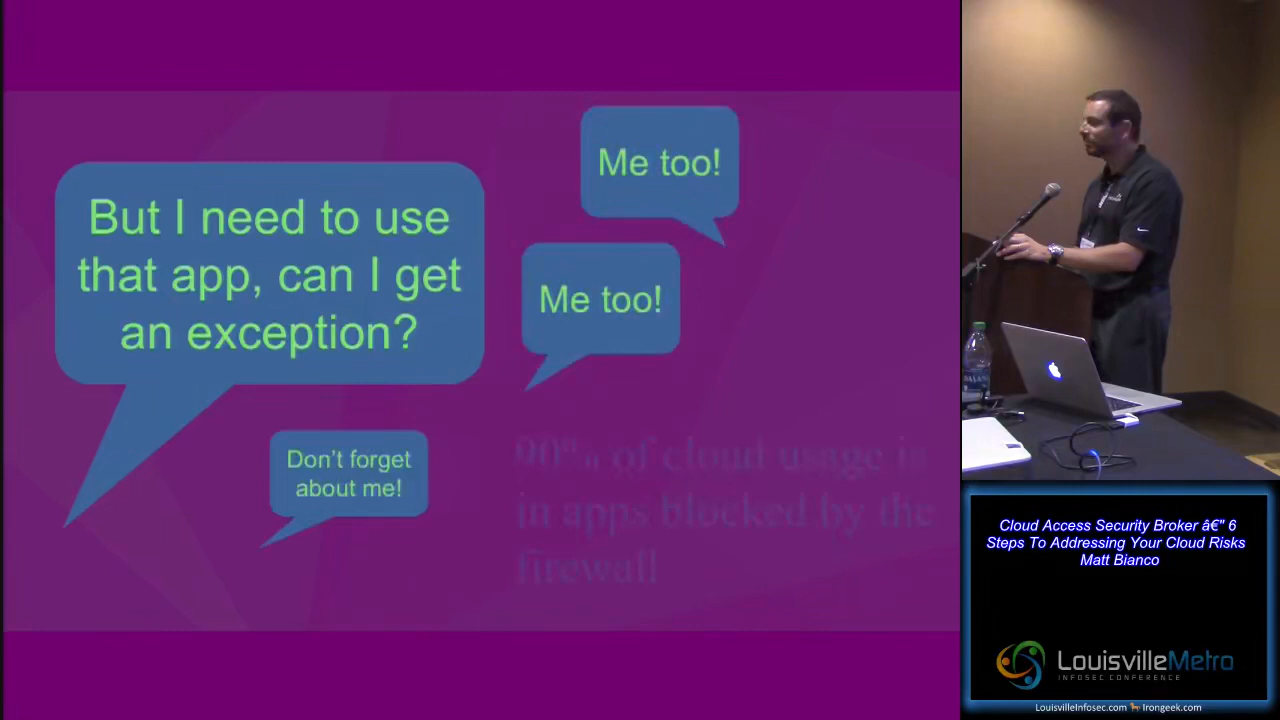 But I need to use
that app, can I get
an exception?
Me too!
Me too!
Don't forget
about me!
90% of cloud usage is
in apps blocked by the
firewall
Cloud Access Security Broker â€" 6
Steps To Addressing Your Cloud Risks
Matt Bianco
LouisvilleMetro
INFOSEC CONFERENCE
LouisvilleInfosec.com Irongeek.com